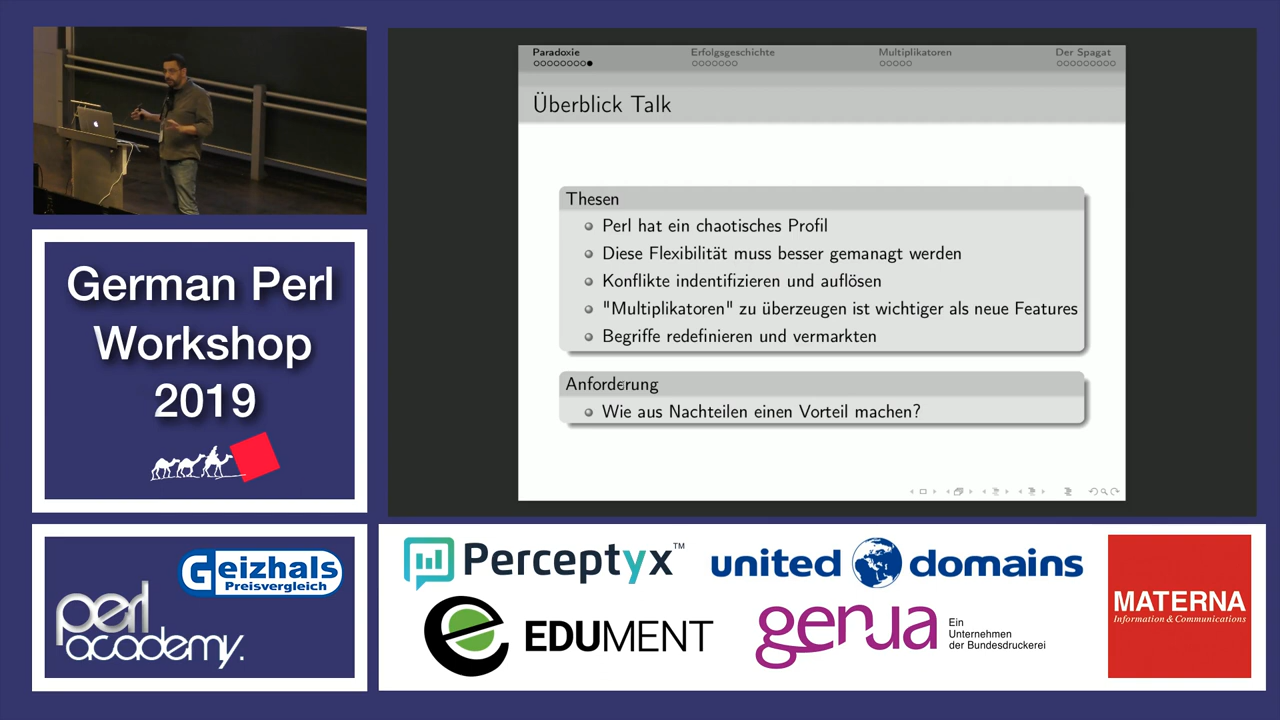 Paradoxie
Erfolgsgeschichte
Multiplikatoren
Der Spagat
Überblick Talk
Thesen
Perl hat ein chaotisches Profil
Diese Flexibilität muss besser gemanagt werden
Konflikte indentifizieren und auflösen
"Multiplikatoren" zu überzeugen ist wichtiger als neue Features
Begriffe redefinieren und vermarkten
Anforderung
Wie aus Nachteilen einen Vorteil machen?
German Perl
Workshop
2019
Geizhals
Preisvergleich
perl
academy.
Perceptyx™
united domains
EDUMENT
genua
Ein
Unternehmen
der Bundesdruckerei
MATERNA
Information & Communications